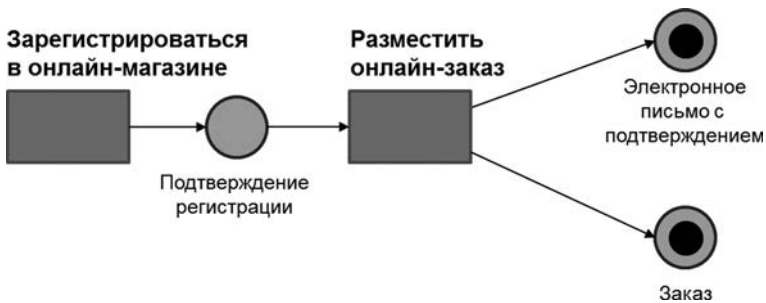 Зарегистрироваться
в онлайн-магазине
Разместить
онлайн-заказ
Подтверждение
регистрации
Электронное
письмо с
подтверждением
Заказ